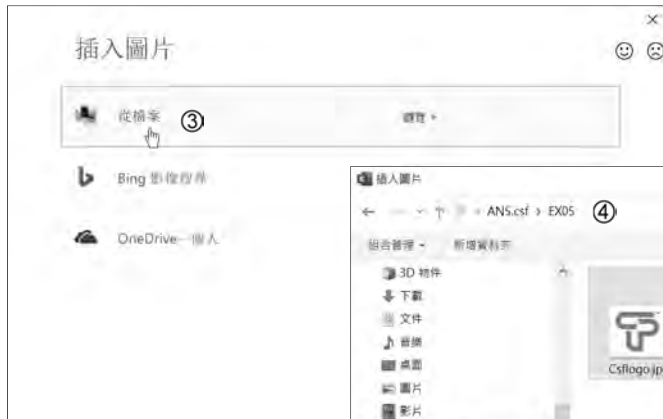 插入圖片
從檔案
③
瀏覽
Bing 影像搜尋
OneDrive - 個人
插入圖片
ANS.csf › EX05
④
組合管理
新增資料夾
3D 物件
下載
文件
音樂
桌面
圖片
影片
Csflogo.jp